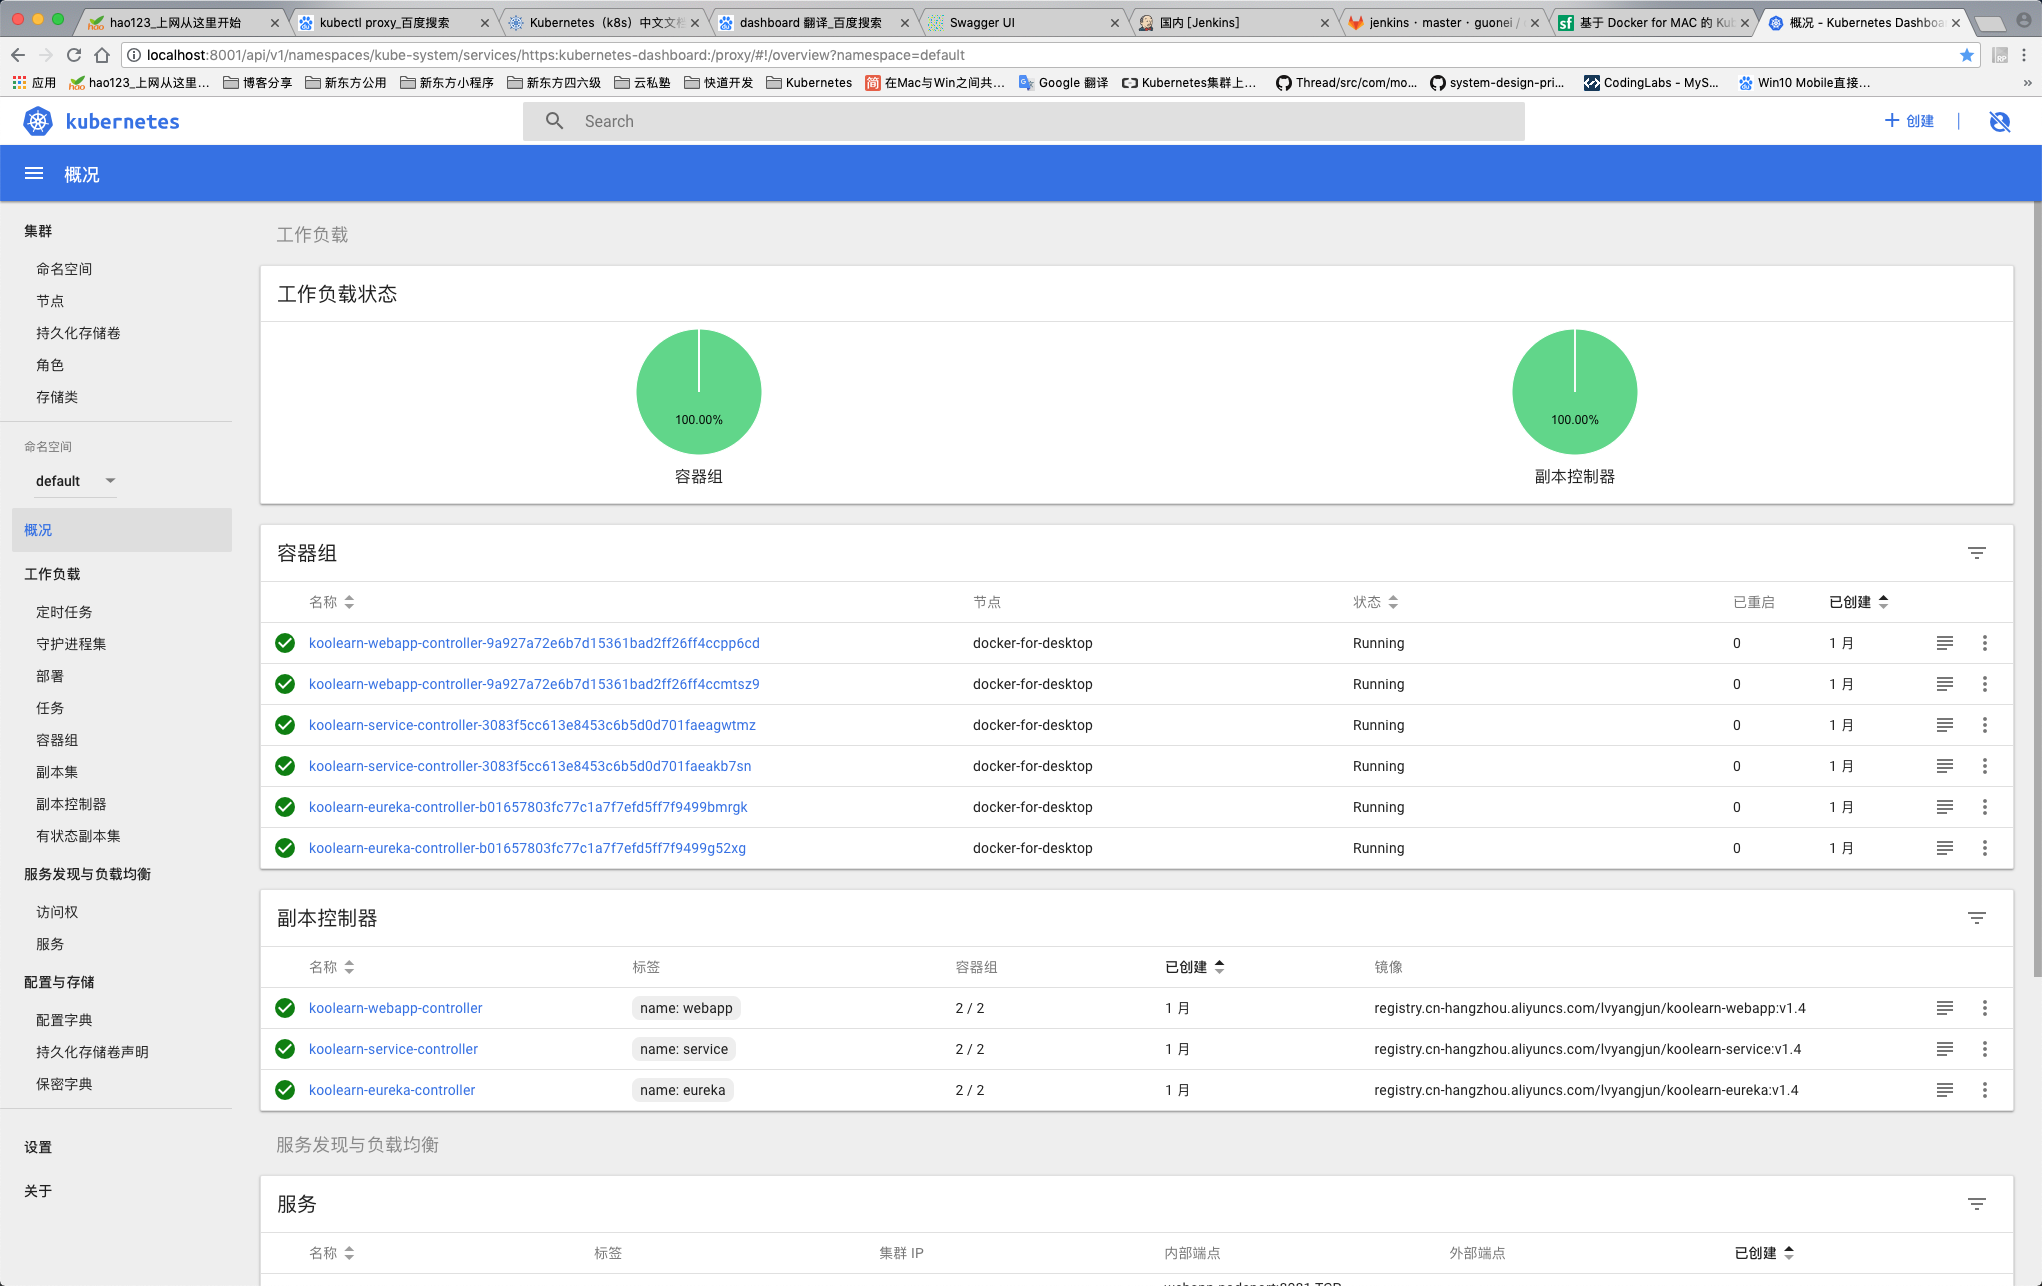 hao123_上网从这里开始
kubectl proxy_百度搜索
Kubernetes（k8s）中文文档
dashboard 翻译_百度搜索
Swagger UI
国内 [Jenkins]
jenkins · master · guonei /
基于 Docker for MAC 的 Kub
概况 - Kubernetes Dashboa
localhost:8001/api/v1/namespaces/kube-system/services/https:kubernetes-dashboard:/proxy/#!/overview?namespace=default
应用
hao123_上网从这里...
博客分享
新东方公用
新东方小程序
新东方四六级
云私塾
快道开发
Kubernetes
在Mac与Win之间共...
Google 翻译
Kubernetes集群上...
Thread/src/com/mo...
system-design-pri...
CodingLabs - MyS...
Win10 Mobile直接...
kubernetes
Search
创建
概况
集群
命名空间
节点
持久化存储卷
角色
存储类
命名空间
default
概况
工作负载
定时任务
守护进程集
部署
任务
容器组
副本集
副本控制器
有状态副本集
服务发现与负载均衡
访问权
服务
配置与存储
配置字典
持久化存储卷声明
保密字典
设置
关于
工作负载
工作负载状态
100.00%
容器组
100.00%
副本控制器
容器组
名称 节点 状态 已重启 已创建
koolearn-webapp-controller-9a927a72e6b7d15361bad2ff26ff4ccpp6cd docker-for-desktop Running 0 1 月
koolearn-webapp-controller-9a927a72e6b7d15361bad2ff26ff4ccmtsz9 docker-for-desktop Running 0 1 月
koolearn-service-controller-3083f5cc613e8453c6b5d0d701faeagwtmz docker-for-desktop Running 0 1 月
koolearn-service-controller-3083f5cc613e8453c6b5d0d701faeakb7sn docker-for-desktop Running 0 1 月
koolearn-eureka-controller-b01657803fc77c1a7f7efd5ff7f9499bmrgk docker-for-desktop Running 0 1 月
koolearn-eureka-controller-b01657803fc77c1a7f7efd5ff7f9499g52xg docker-for-desktop Running 0 1 月
副本控制器
名称 标签 容器组 已创建 镜像
koolearn-webapp-controller name: webapp 2 / 2 1 月 registry.cn-hangzhou.aliyuncs.com/lvyangjun/koolearn-webapp:v1.4
koolearn-service-controller name: service 2 / 2 1 月 registry.cn-hangzhou.aliyuncs.com/lvyangjun/koolearn-service:v1.4
koolearn-eureka-controller name: eureka 2 / 2 1 月 registry.cn-hangzhou.aliyuncs.com/lvyangjun/koolearn-eureka:v1.4
服务发现与负载均衡
服务
名称 标签 集群 IP 内部端点 外部端点 已创建